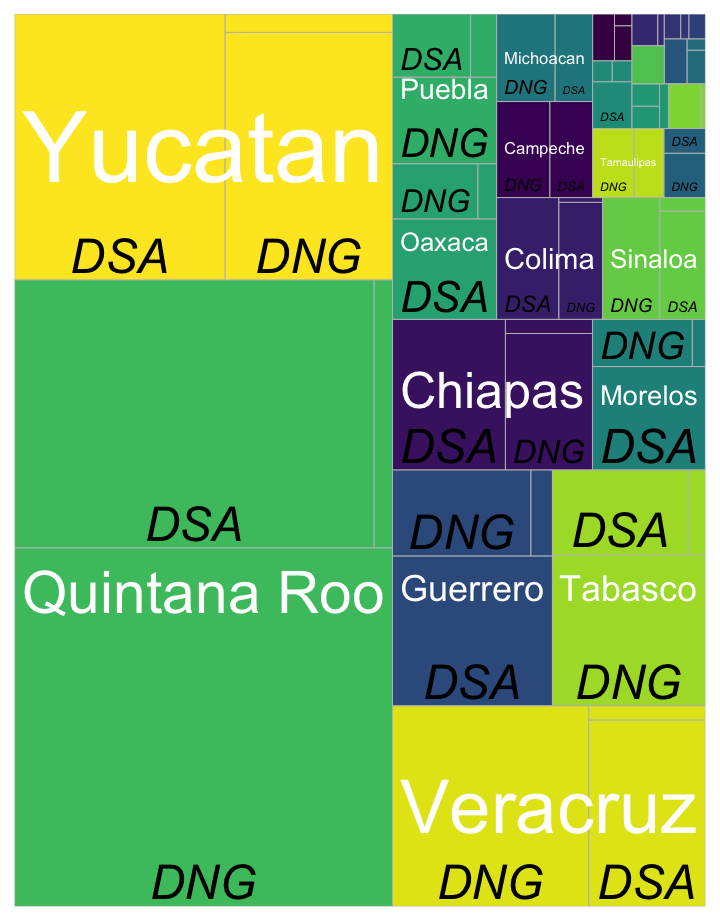 Yucatan
DSA
DNG
DSA
Quintana Roo
DNG
DSA
Puebla
DNG
DNG
Oaxaca
DSA
Michoacan
DNG
DSA
Campeche
DNG
DSA
DSA
Tamaulipas
DNG
DSA
DNG
Colima
DSA
DNG
Sinaloa
DNG
DSA
Chiapas
DSA
DNG
DNG
Morelos
DSA
DNG
Guerrero
DSA
DSA
Tabasco
DNG
Veracruz
DNG
DSA